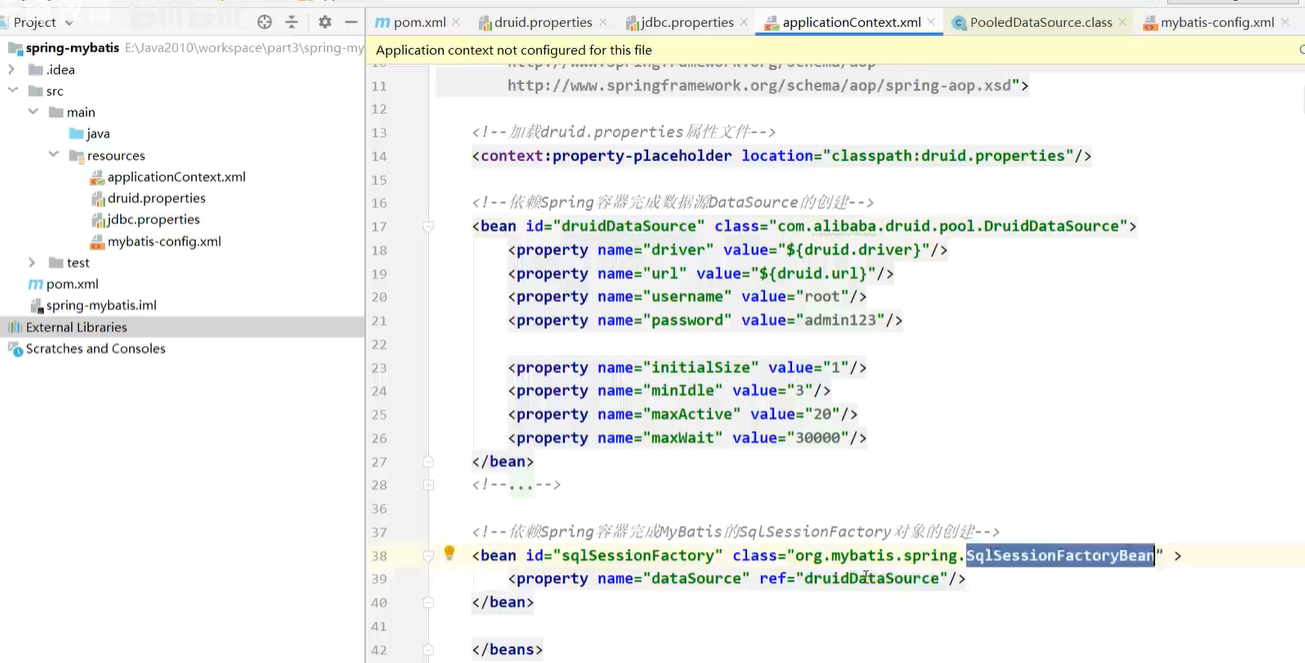 Project
pom.xml
druid.properties
jdbc.properties
applicationContext.xml
PooledDataSource.class
mybatis-config.xml
spring-mybatis E:\Java2010\workspace\part3\spring-my
Application context not configured for this file
.idea
src
main
java
resources
applicationContext.xml
druid.properties
jdbc.properties
mybatis-config.xml
test
pom.xml
spring-mybatis.iml
External Libraries
Scratches and Consoles
http://www.springframework.org/schema/aop
11 http://www.springframework.org/schema/aop/spring-aop.xsd">
12
13 <!--加载druid.properties属性文件-->
14 <context:property-placeholder location="classpath:druid.properties"/>
15
16 <!--依赖Spring容器完成数据源DataSource的创建-->
17 <bean id="druidDataSource" class="com.alibaba.druid.pool.DruidDataSource">
18 <property name="driver" value="${druid.driver}"/>
19 <property name="url" value="${druid.url}"/>
20 <property name="username" value="root"/>
21 <property name="password" value="admin123"/>
22
23 <property name="initialSize" value="1"/>
24 <property name="minIdle" value="3"/>
25 <property name="maxActive" value="20"/>
26 <property name="maxWait" value="30000"/>
27 </bean>
28 <!--...-->
36
37 <!--依赖Spring容器完成MyBatis的SqlSessionFactory对象的创建-->
38 <bean id="sqlSessionFactory" class="org.mybatis.spring.SqlSessionFactoryBean" >
39 <property name="dataSource" ref="druidDataSource"/>
40 </bean>
41
42 </beans>